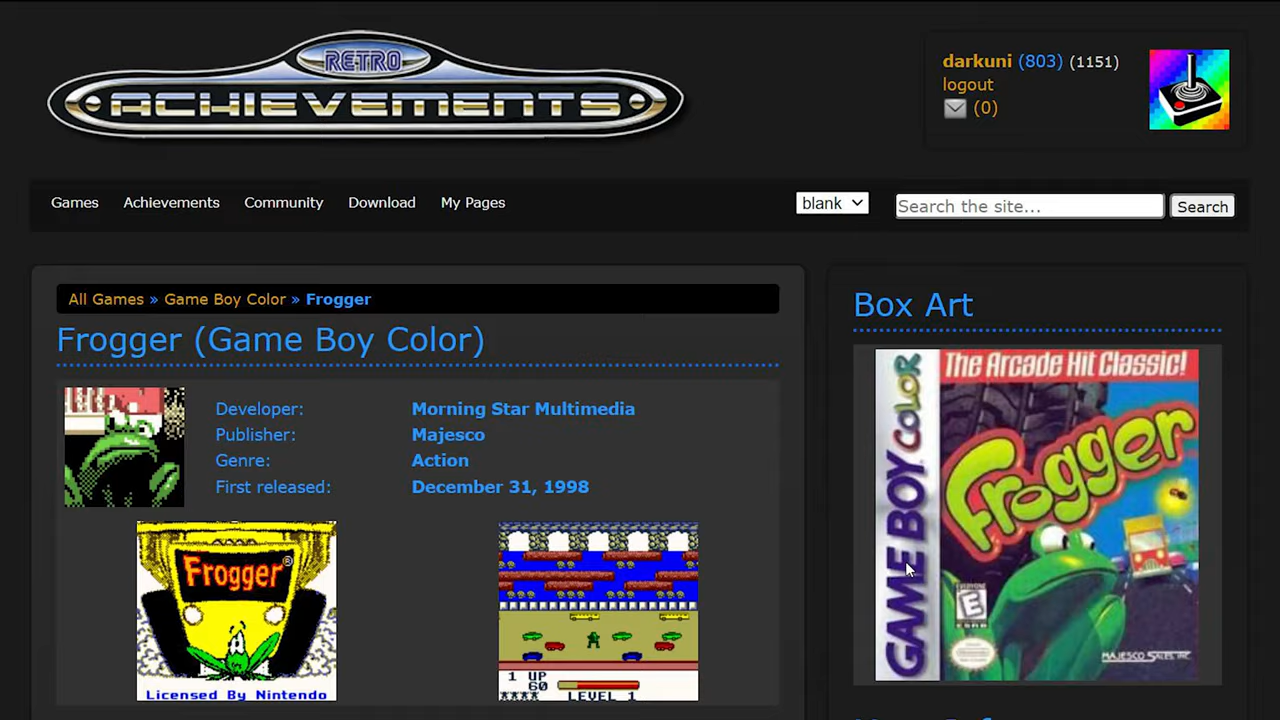 RETRO
ACHIEVEMENTS
darkuni (803) (1151)
logout
(0)
Games Achievements Community Download My Pages
blank
Search the site...
Search
All Games » Game Boy Color » Frogger
Frogger (Game Boy Color)
Developer: Morning Star Multimedia
Publisher: Majesco
Genre: Action
First released: December 31, 1998
Frogger®
Licensed By Nintendo
1 UP
60
LEVEL 1
Box Art
The Arcade Hit Classic!
GAME BOY COLOR
Frogger
EVERYONE
E
ESRB
MAJESCO SALES, INC.